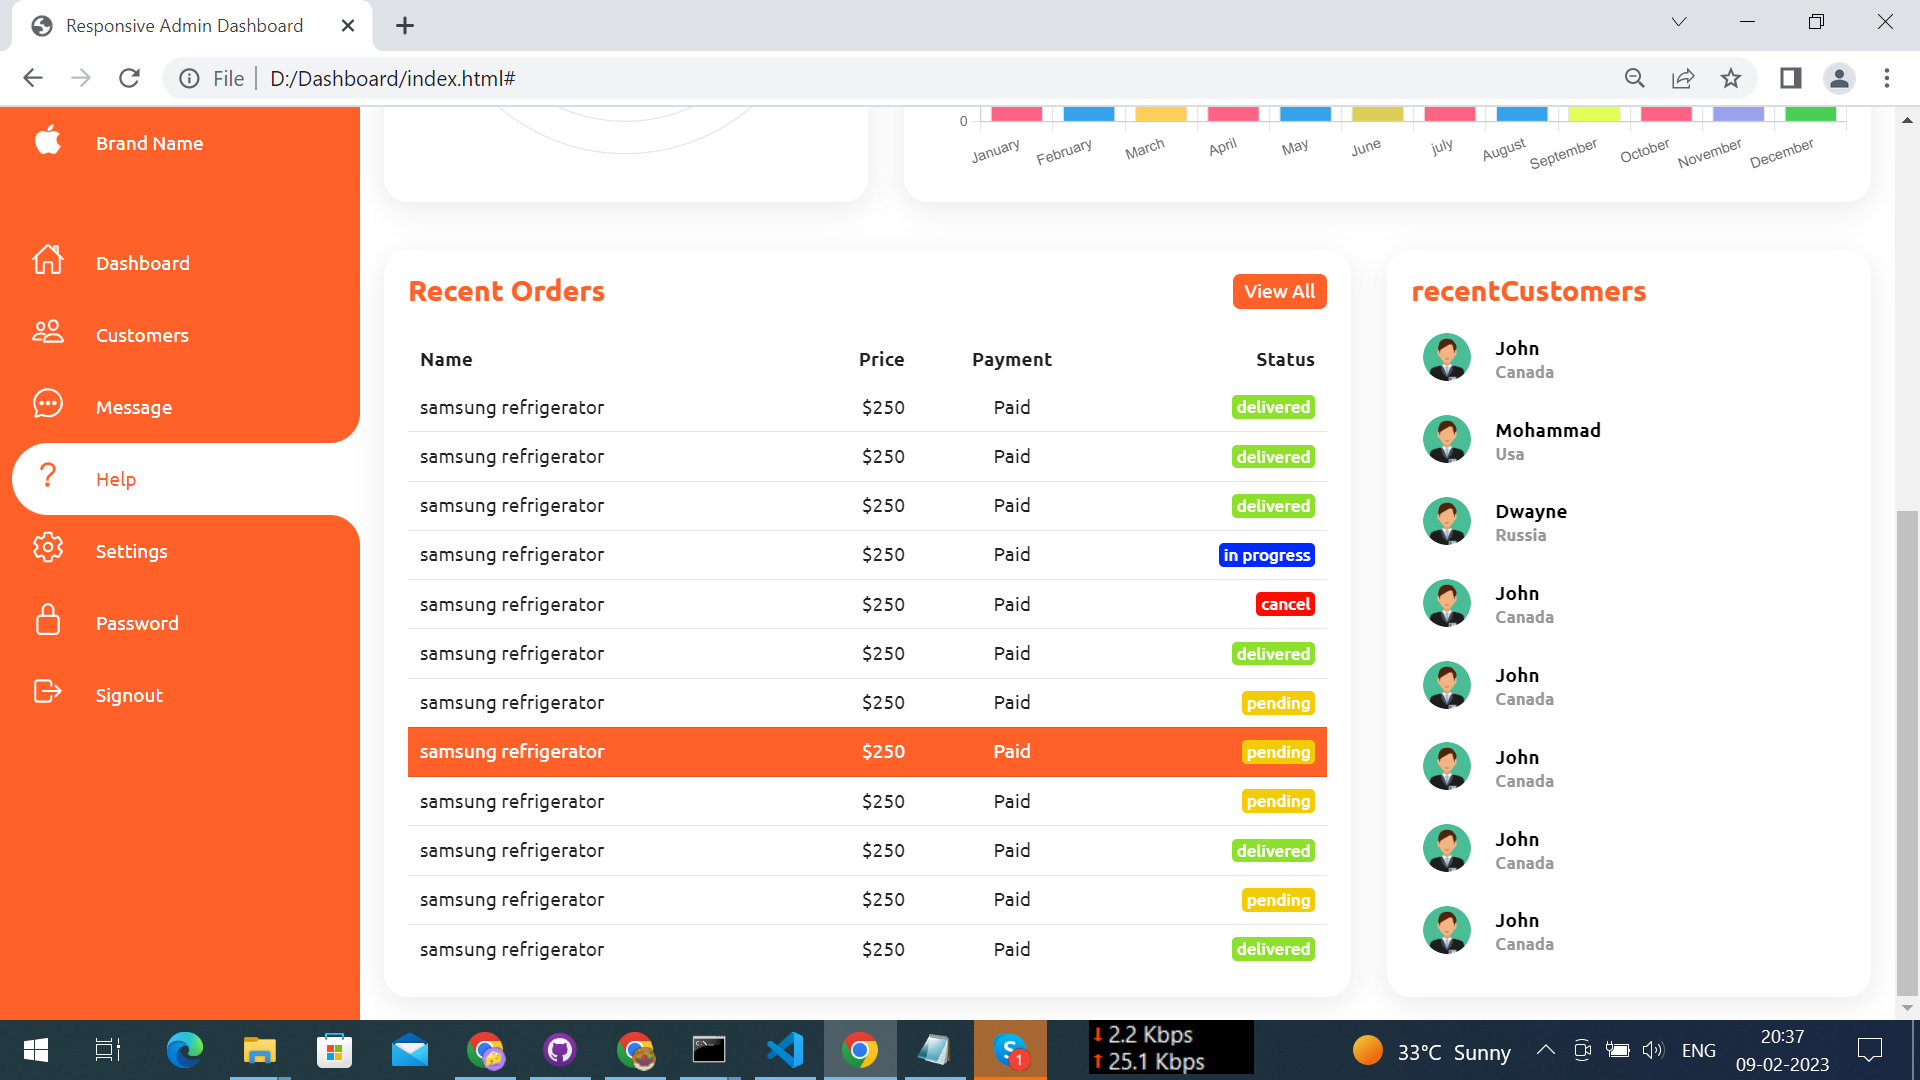 Responsive Admin Dashboard
File
D:/Dashboard/index.html#
Brand Name
Dashboard
Customers
Message
? Help
Settings
Password
Signout
0
January February March April May June july August September October November December
Recent Orders
View All
Name Price Payment Status
samsung refrigerator $250 Paid delivered
samsung refrigerator $250 Paid delivered
samsung refrigerator $250 Paid delivered
samsung refrigerator $250 Paid in progress
samsung refrigerator $250 Paid cancel
samsung refrigerator $250 Paid delivered
samsung refrigerator $250 Paid pending
samsung refrigerator $250 Paid pending
samsung refrigerator $250 Paid pending
samsung refrigerator $250 Paid delivered
samsung refrigerator $250 Paid pending
samsung refrigerator $250 Paid delivered
recentCustomers
John
Canada
Mohammad
Usa
Dwayne
Russia
John
Canada
John
Canada
John
Canada
John
Canada
John
Canada
1
2.2 Kbps
25.1 Kbps
33°C Sunny
ENG
20:37
09-02-2023